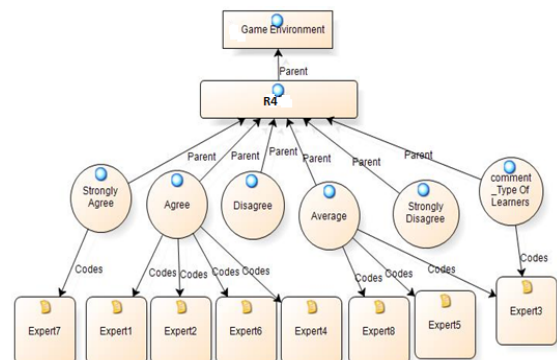 Game Environment
Parent
R4
Parent
Parent
Parent
Parent
Parent
Parent
Strongly
Agree
Agree
Disagree
Average
Strongly
Disagree
comment
_Type Of
Learners
Codes
Codes
Codes
Codes
Codes
Codes
Codes
Codes
Codes
Expert7
Expert1
Expert2
Expert6
Expert4
Expert8
Expert5
Expert3